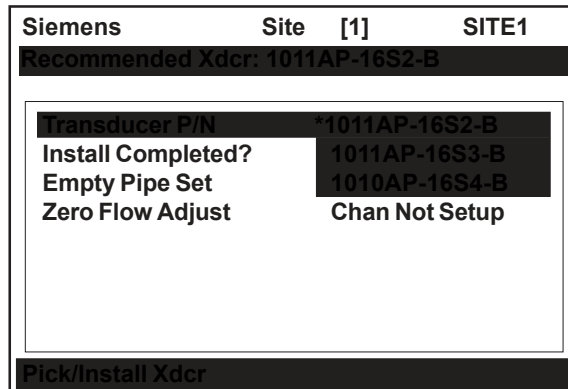 Siemens Site [1] SITE1
Recommended Xdcr: 1011AP-16S2-B
Transducer P/N *1011AP-16S2-B
Install Completed? 1011AP-16S3-B
Empty Pipe Set 1010AP-16S4-B
Zero Flow Adjust Chan Not Setup
Pick/Install Xdcr